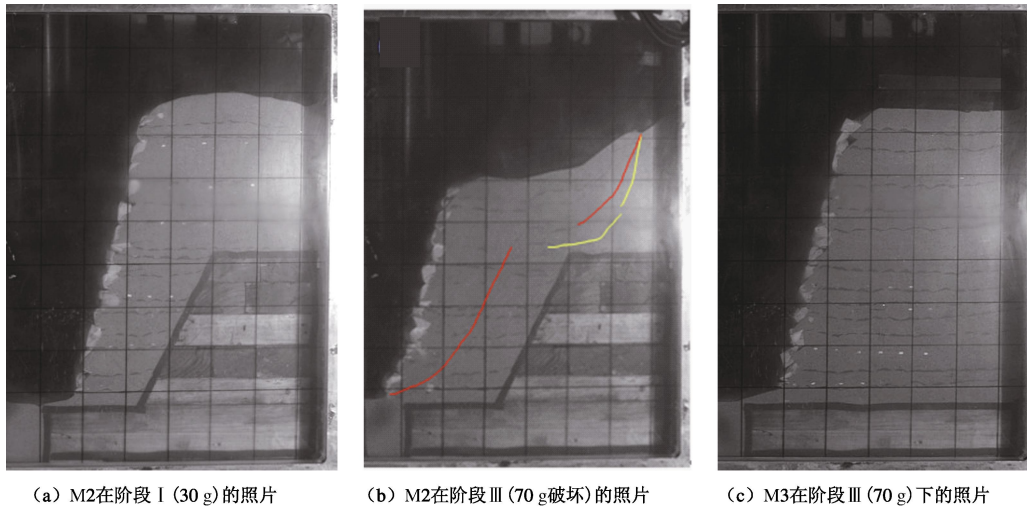 （a）M2在阶段Ⅰ(30 g)的照片
（b）M2在阶段Ⅲ(70 g破坏)的照片
（c）M3在阶段Ⅲ(70 g)下的照片